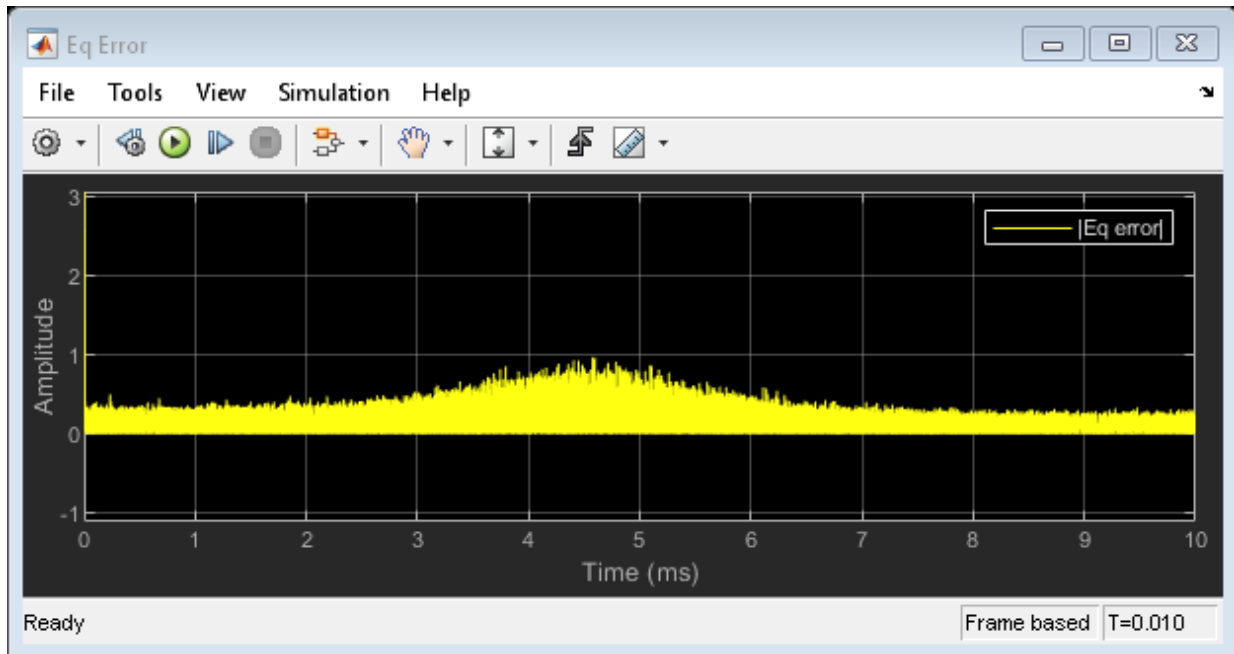 Eq Error
File Tools View Simulation Help
|Eq error|
3
2
1
0
-1
Amplitude
0 1 2 3 4 5 6 7 8 9 10
Time (ms)
Ready Frame based T=0.010